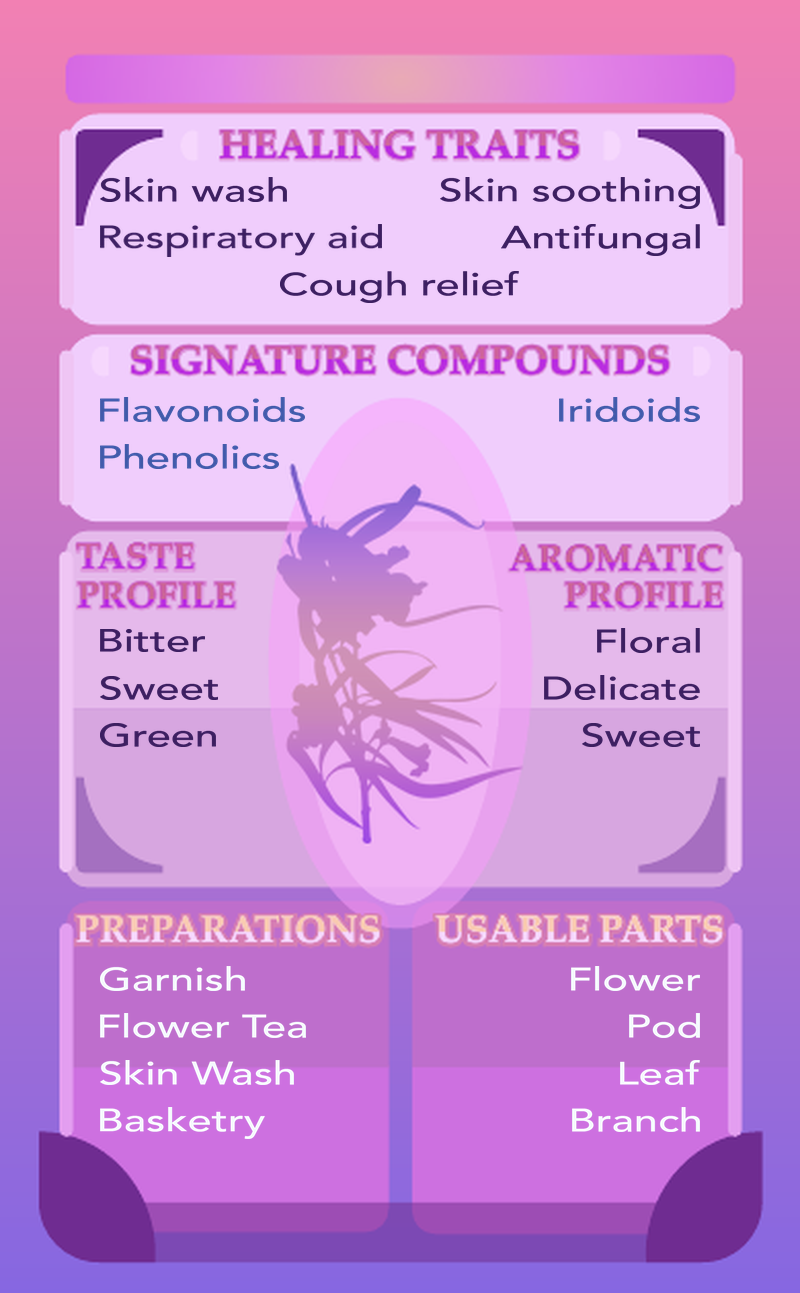 HEALING TRAITS
Skin wash Skin soothing
Respiratory aid Antifungal
Cough relief
SIGNATURE COMPOUNDS
Flavonoids Iridoids
Phenolics
TASTE
PROFILE
Bitter
Sweet
Green
AROMATIC
PROFILE
Floral
Delicate
Sweet
PREPARATIONS
Garnish
Flower Tea
Skin Wash
Basketry
USABLE PARTS
Flower
Pod
Leaf
Branch